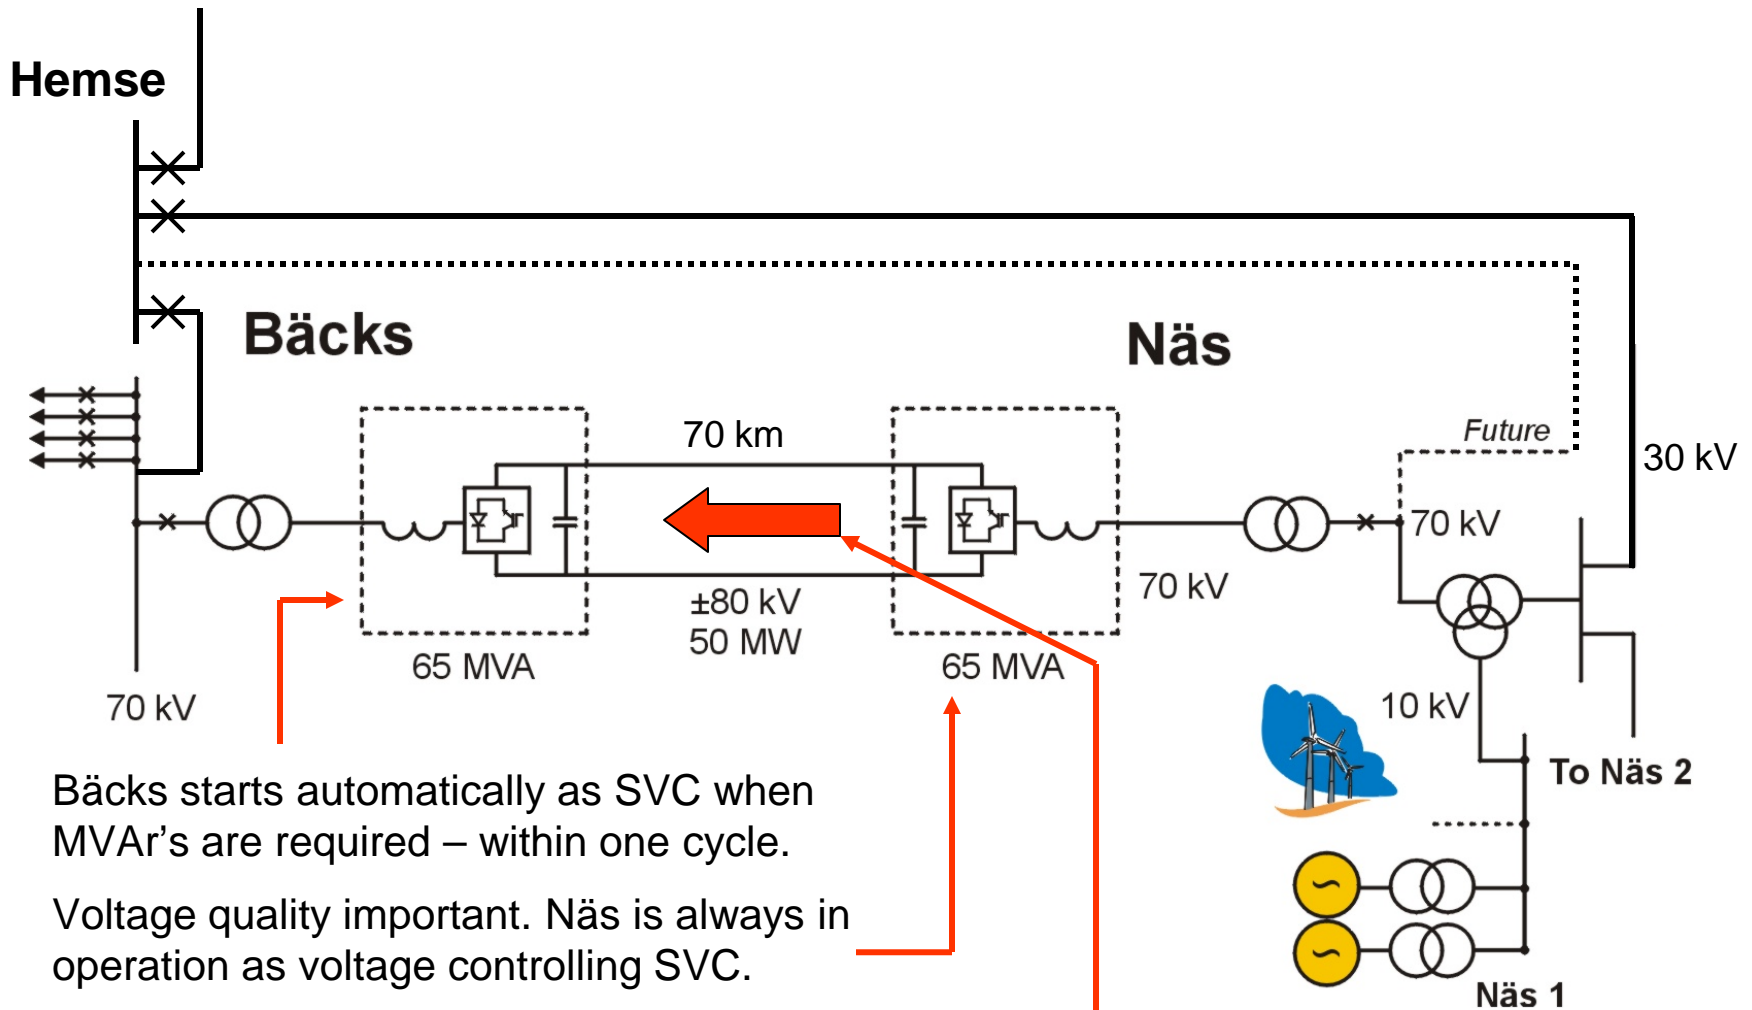 Hemse
Bäcks
Näs
Future
70 km
30 kV
70 kV
±80 kV
50 MW
70 kV
65 MVA
65 MVA
70 kV
10 kV
Bäcks starts automatically as SVC when
MVAr's are required – within one cycle.
To Näs 2
Voltage quality important. Näs is always in
operation as voltage controlling SVC.
Näs 1